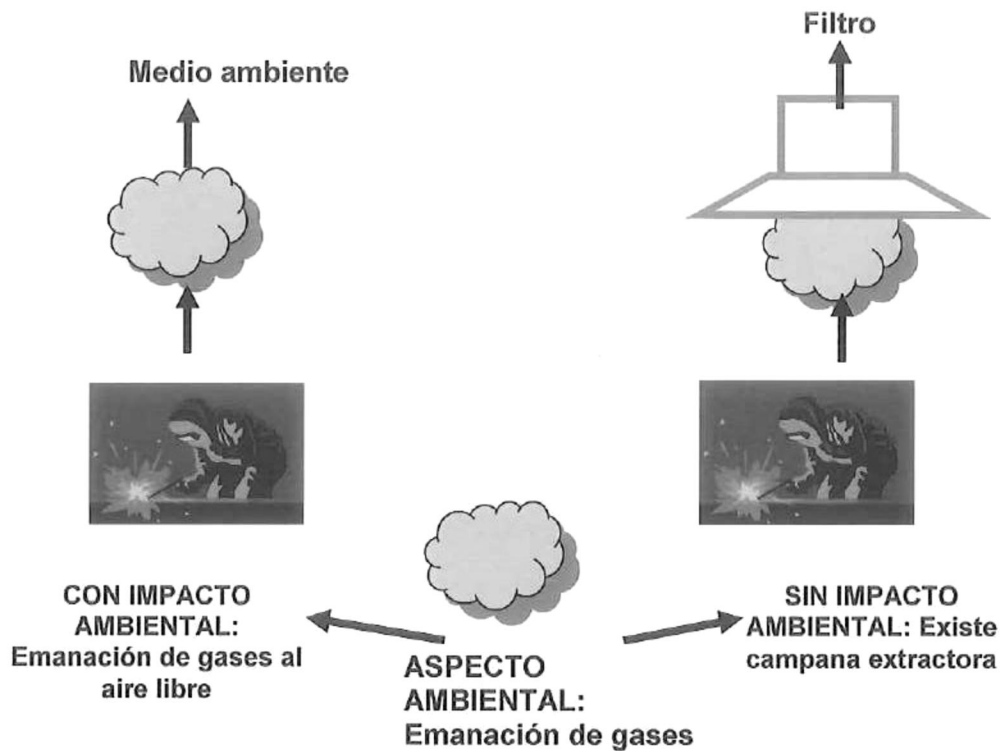 Filtro
Medio ambiente
CON IMPACTO
AMBIENTAL:
Emanación de gases al
aire libre
ASPECTO
AMBIENTAL:
Emanación de gases
SIN IMPACTO
AMBIENTAL: Existe
campana extractora